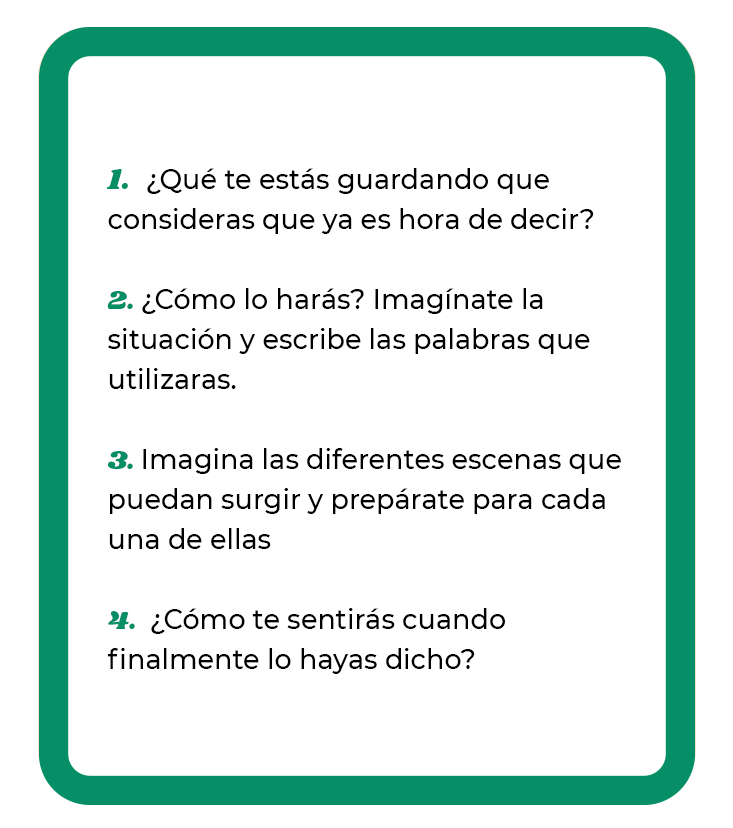 1. ¿Qué te estás guardando que
consideras que ya es hora de decir?
2. ¿Cómo lo harás? Imagínate la
situación y escribe las palabras que
utilizaras.
3. Imagina las diferentes escenas que
puedan surgir y prepárate para cada
una de ellas
4. ¿Cómo te sentirás cuando
finalmente lo hayas dicho?